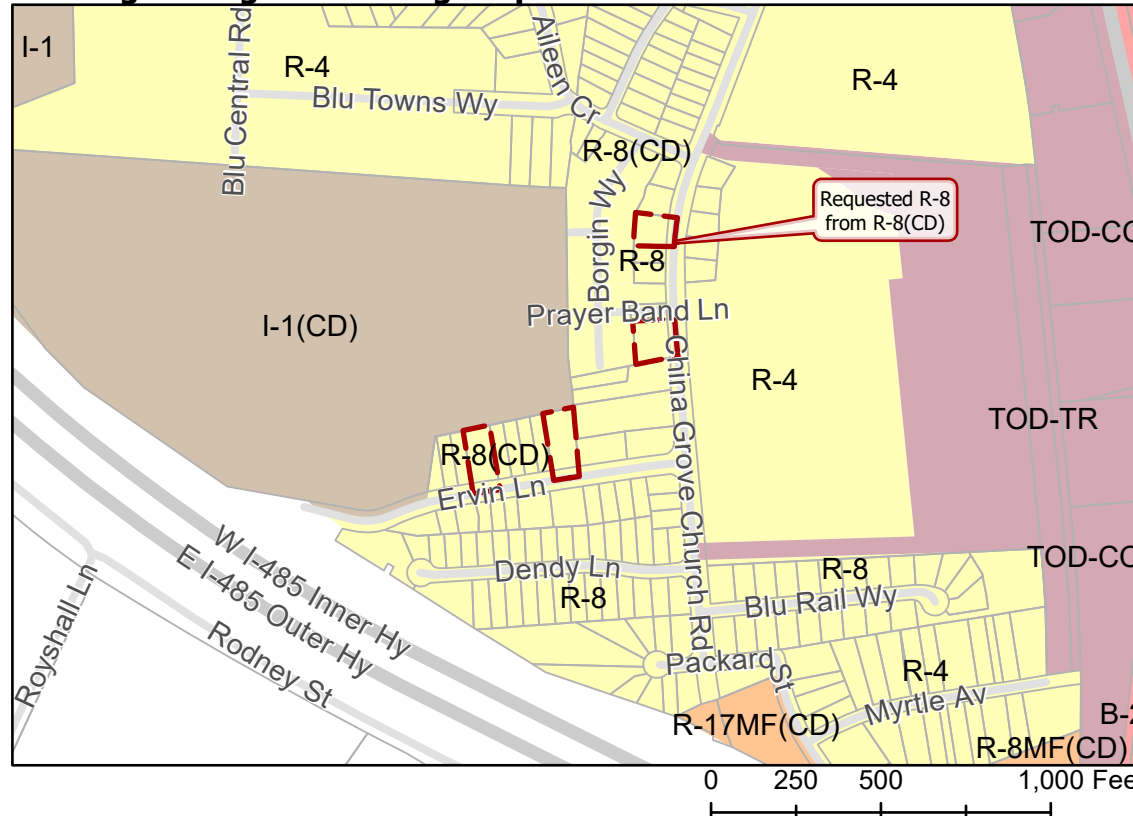 I-1
Blu Central Rd
R-4
Blu Towns Wy
Aileen Cr
R-4
R-8(CD)
Borgin Wy
Requested R-8
from R-8(CD)
TOD-CC
R-8
Prayer Band Ln
I-1(CD)
China Grove Church Rd
R-4
TOD-TR
R-8(CD)
Ervin Ln
W I-485 Inner Hy
E I-485 Outer Hy
Dendy Ln
R-8
R-8
TOD-CC
Blu Rail Wy
Royshall Ln
Rodney St
Packard St
R-4
Myrtle Av
R-17MF(CD)
B-2
R-8MF(CD)
0 250 500 1,000 Fee